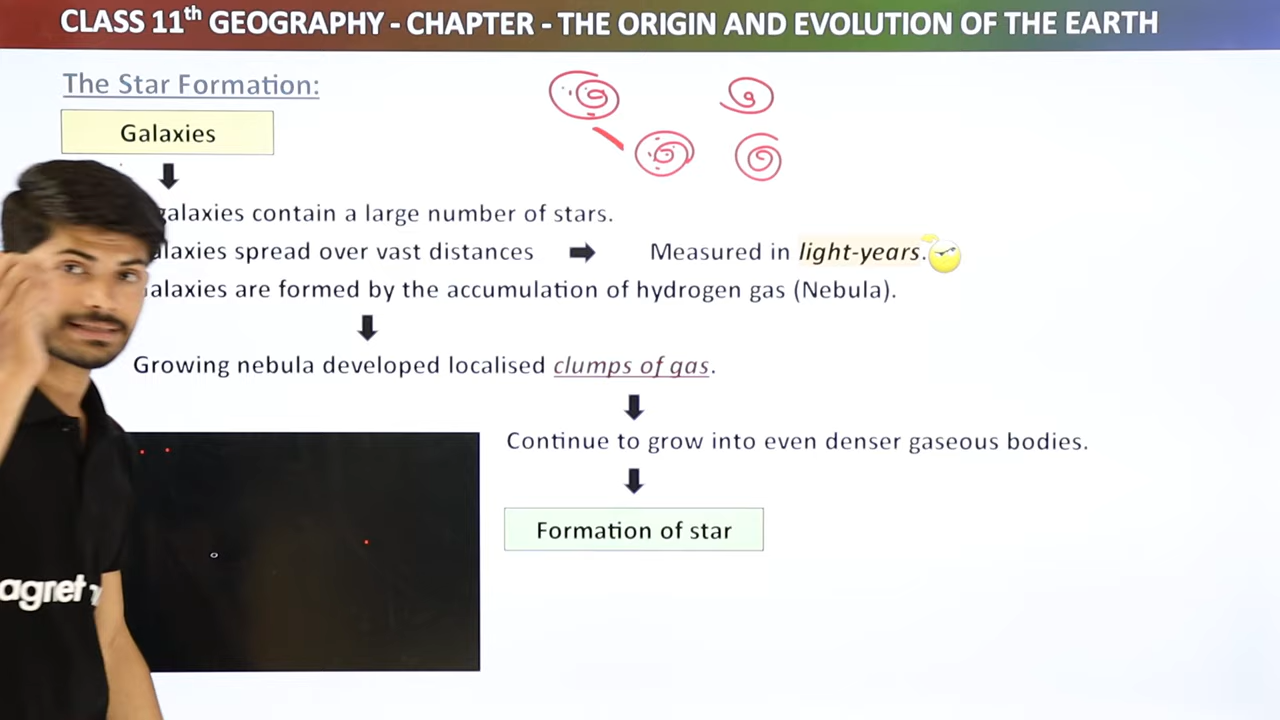 CLASS 11th GEOGRAPHY - CHAPTER - THE ORIGIN AND EVOLUTION OF THE EARTH
The Star Formation:
Galaxies
galaxies contain a large number of stars.
alaxies spread over vast distances
Measured in light-years.
alaxies are formed by the accumulation of hydrogen gas (Nebula).
Growing nebula developed localised clumps of gas.
Continue to grow into even denser gaseous bodies.
Formation of star
agnet